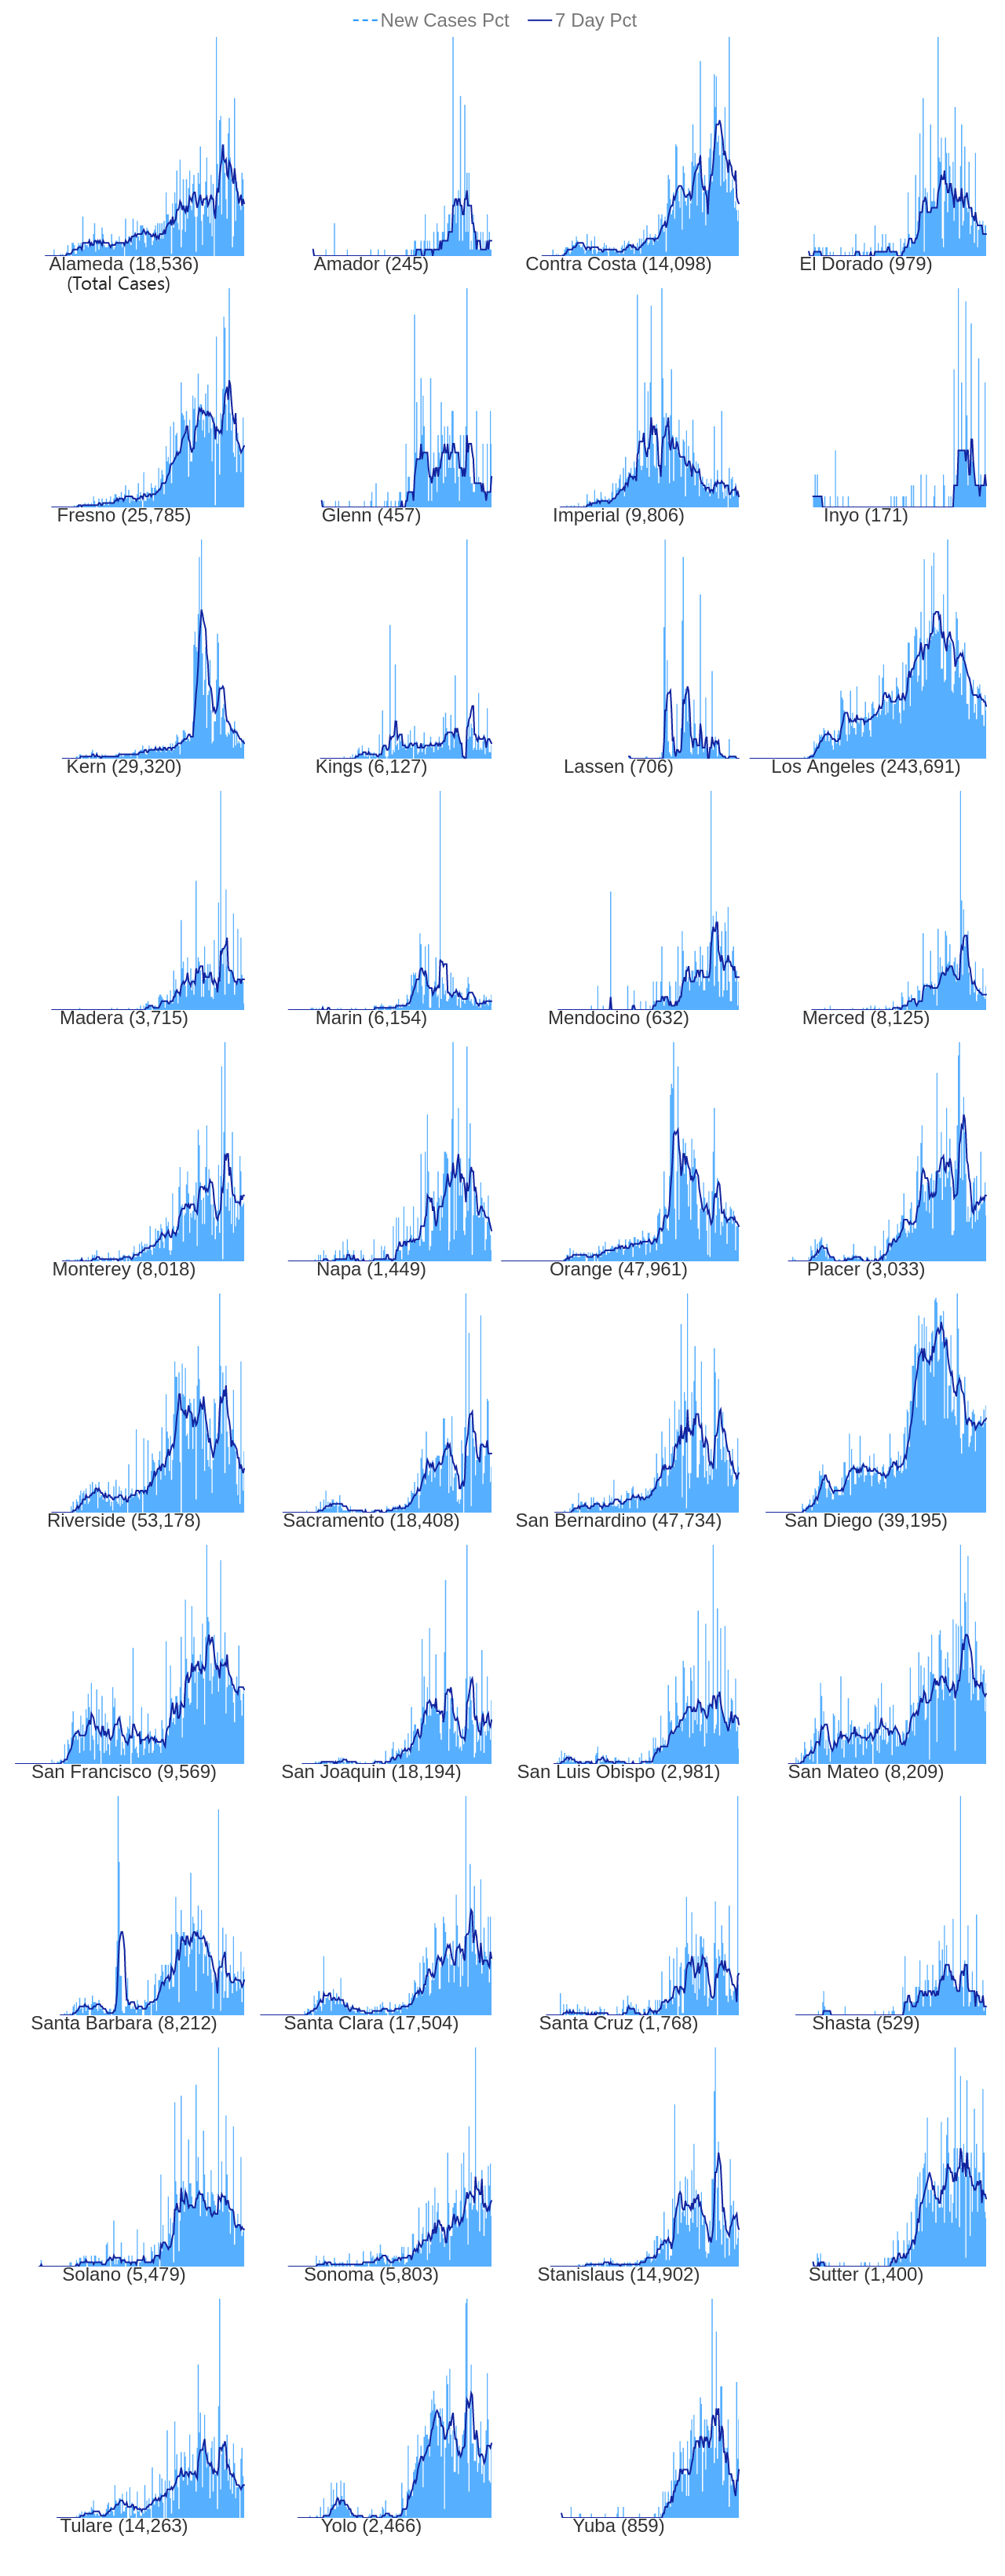 New Cases Pct 7 Day Pct
Alameda (18,536) Amador (245) Contra Costa (14,098) El Dorado (979)
(Total Cases)
Fresno (25,785) Glenn (457) Imperial (9,806) Inyo (171)
Kern (29,320) Kings (6,127) Lassen (706) Los Angeles (243,691)
Madera (3,715) Marin (6,154) Mendocino (632) Merced (8,125)
Monterey (8,018) Napa (1,449) Orange (47,961) Placer (3,033)
Riverside (53,178) Sacramento (18,408) San Bernardino (47,734) San Diego (39,195)
San Francisco (9,569) San Joaquin (18,194) San Luis Obispo (2,981) San Mateo (8,209)
Santa Barbara (8,212) Santa Clara (17,504) Santa Cruz (1,768) Shasta (529)
Solano (5,479) Sonoma (5,803) Stanislaus (14,902) Sutter (1,400)
Tulare (14,263) Yolo (2,466) Yuba (859)